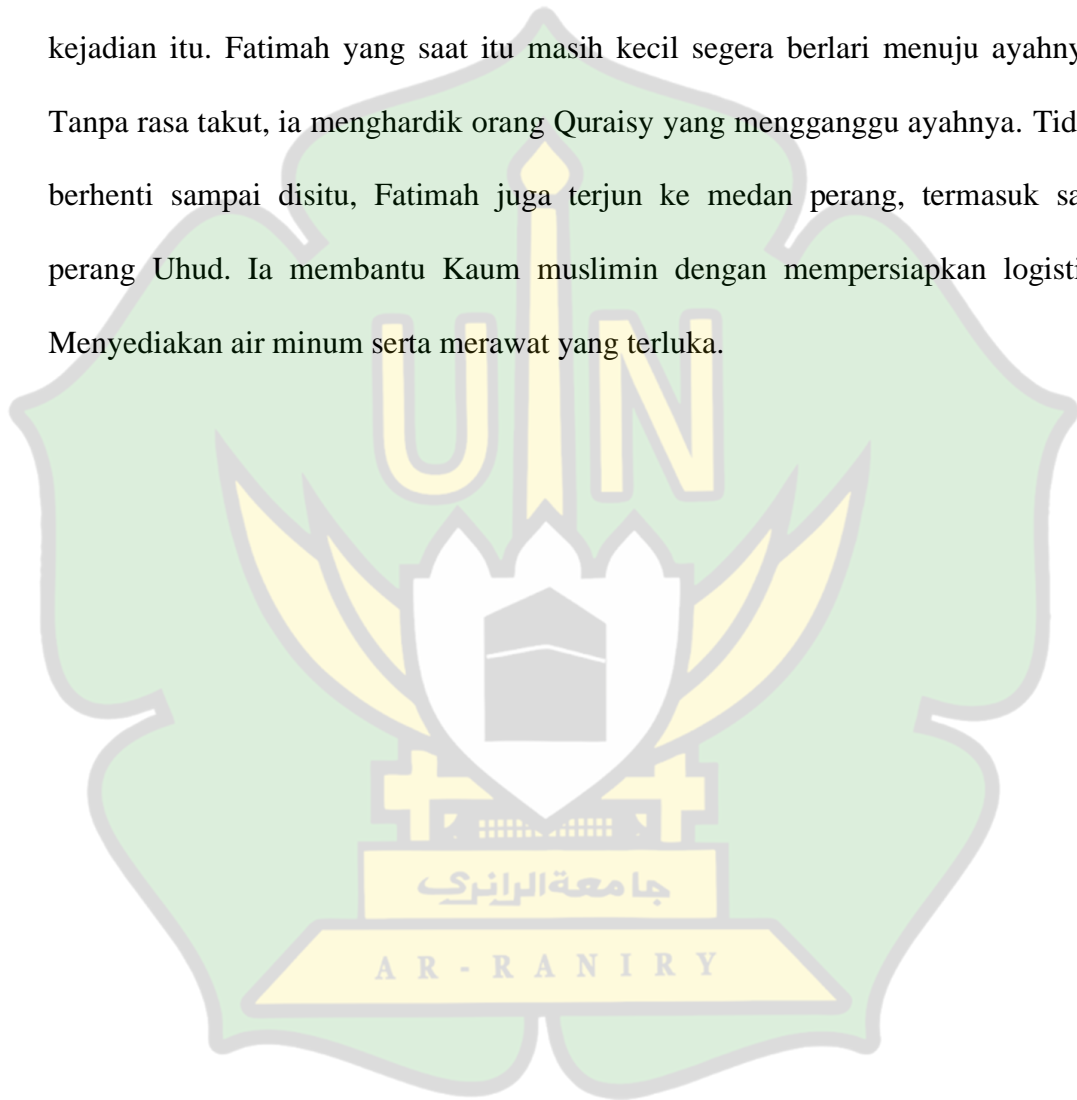 kejadian itu. Fatimah yang saat itu masih kecil segera berlari menuju ayahny
Tanpa rasa takut, ia menghardik orang Quraisy yang mengganggu ayahnya. Tid
berhenti sampai disitu, Fatimah juga terjun ke medan perang, termasuk sa
perang Uhud. Ia membantu Kaum muslimin dengan mempersiapkan logisti
Menyediakan air minum serta merawat yang terluka.
UIN
جامعةالرانرك
AR-RANIRY